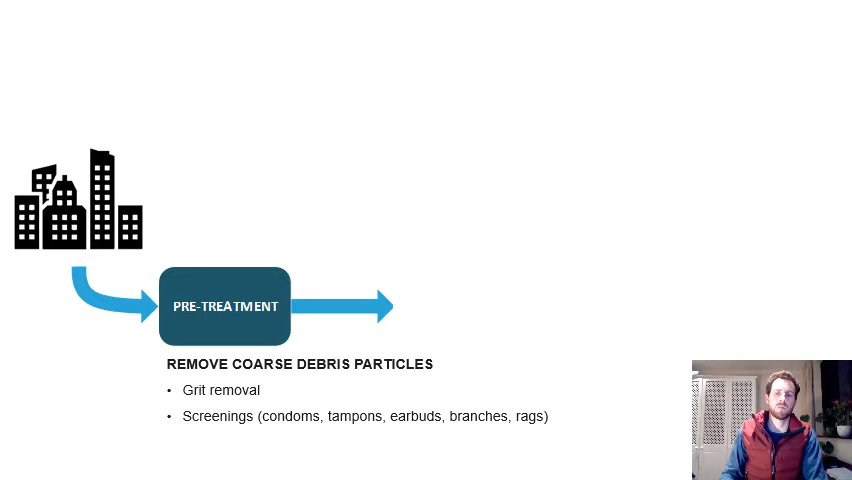 PRE-TREATMENT
REMOVE COARSE DEBRIS PARTICLES
• Grit removal
• Screenings (condoms, tampons, earbuds, branches, rags)